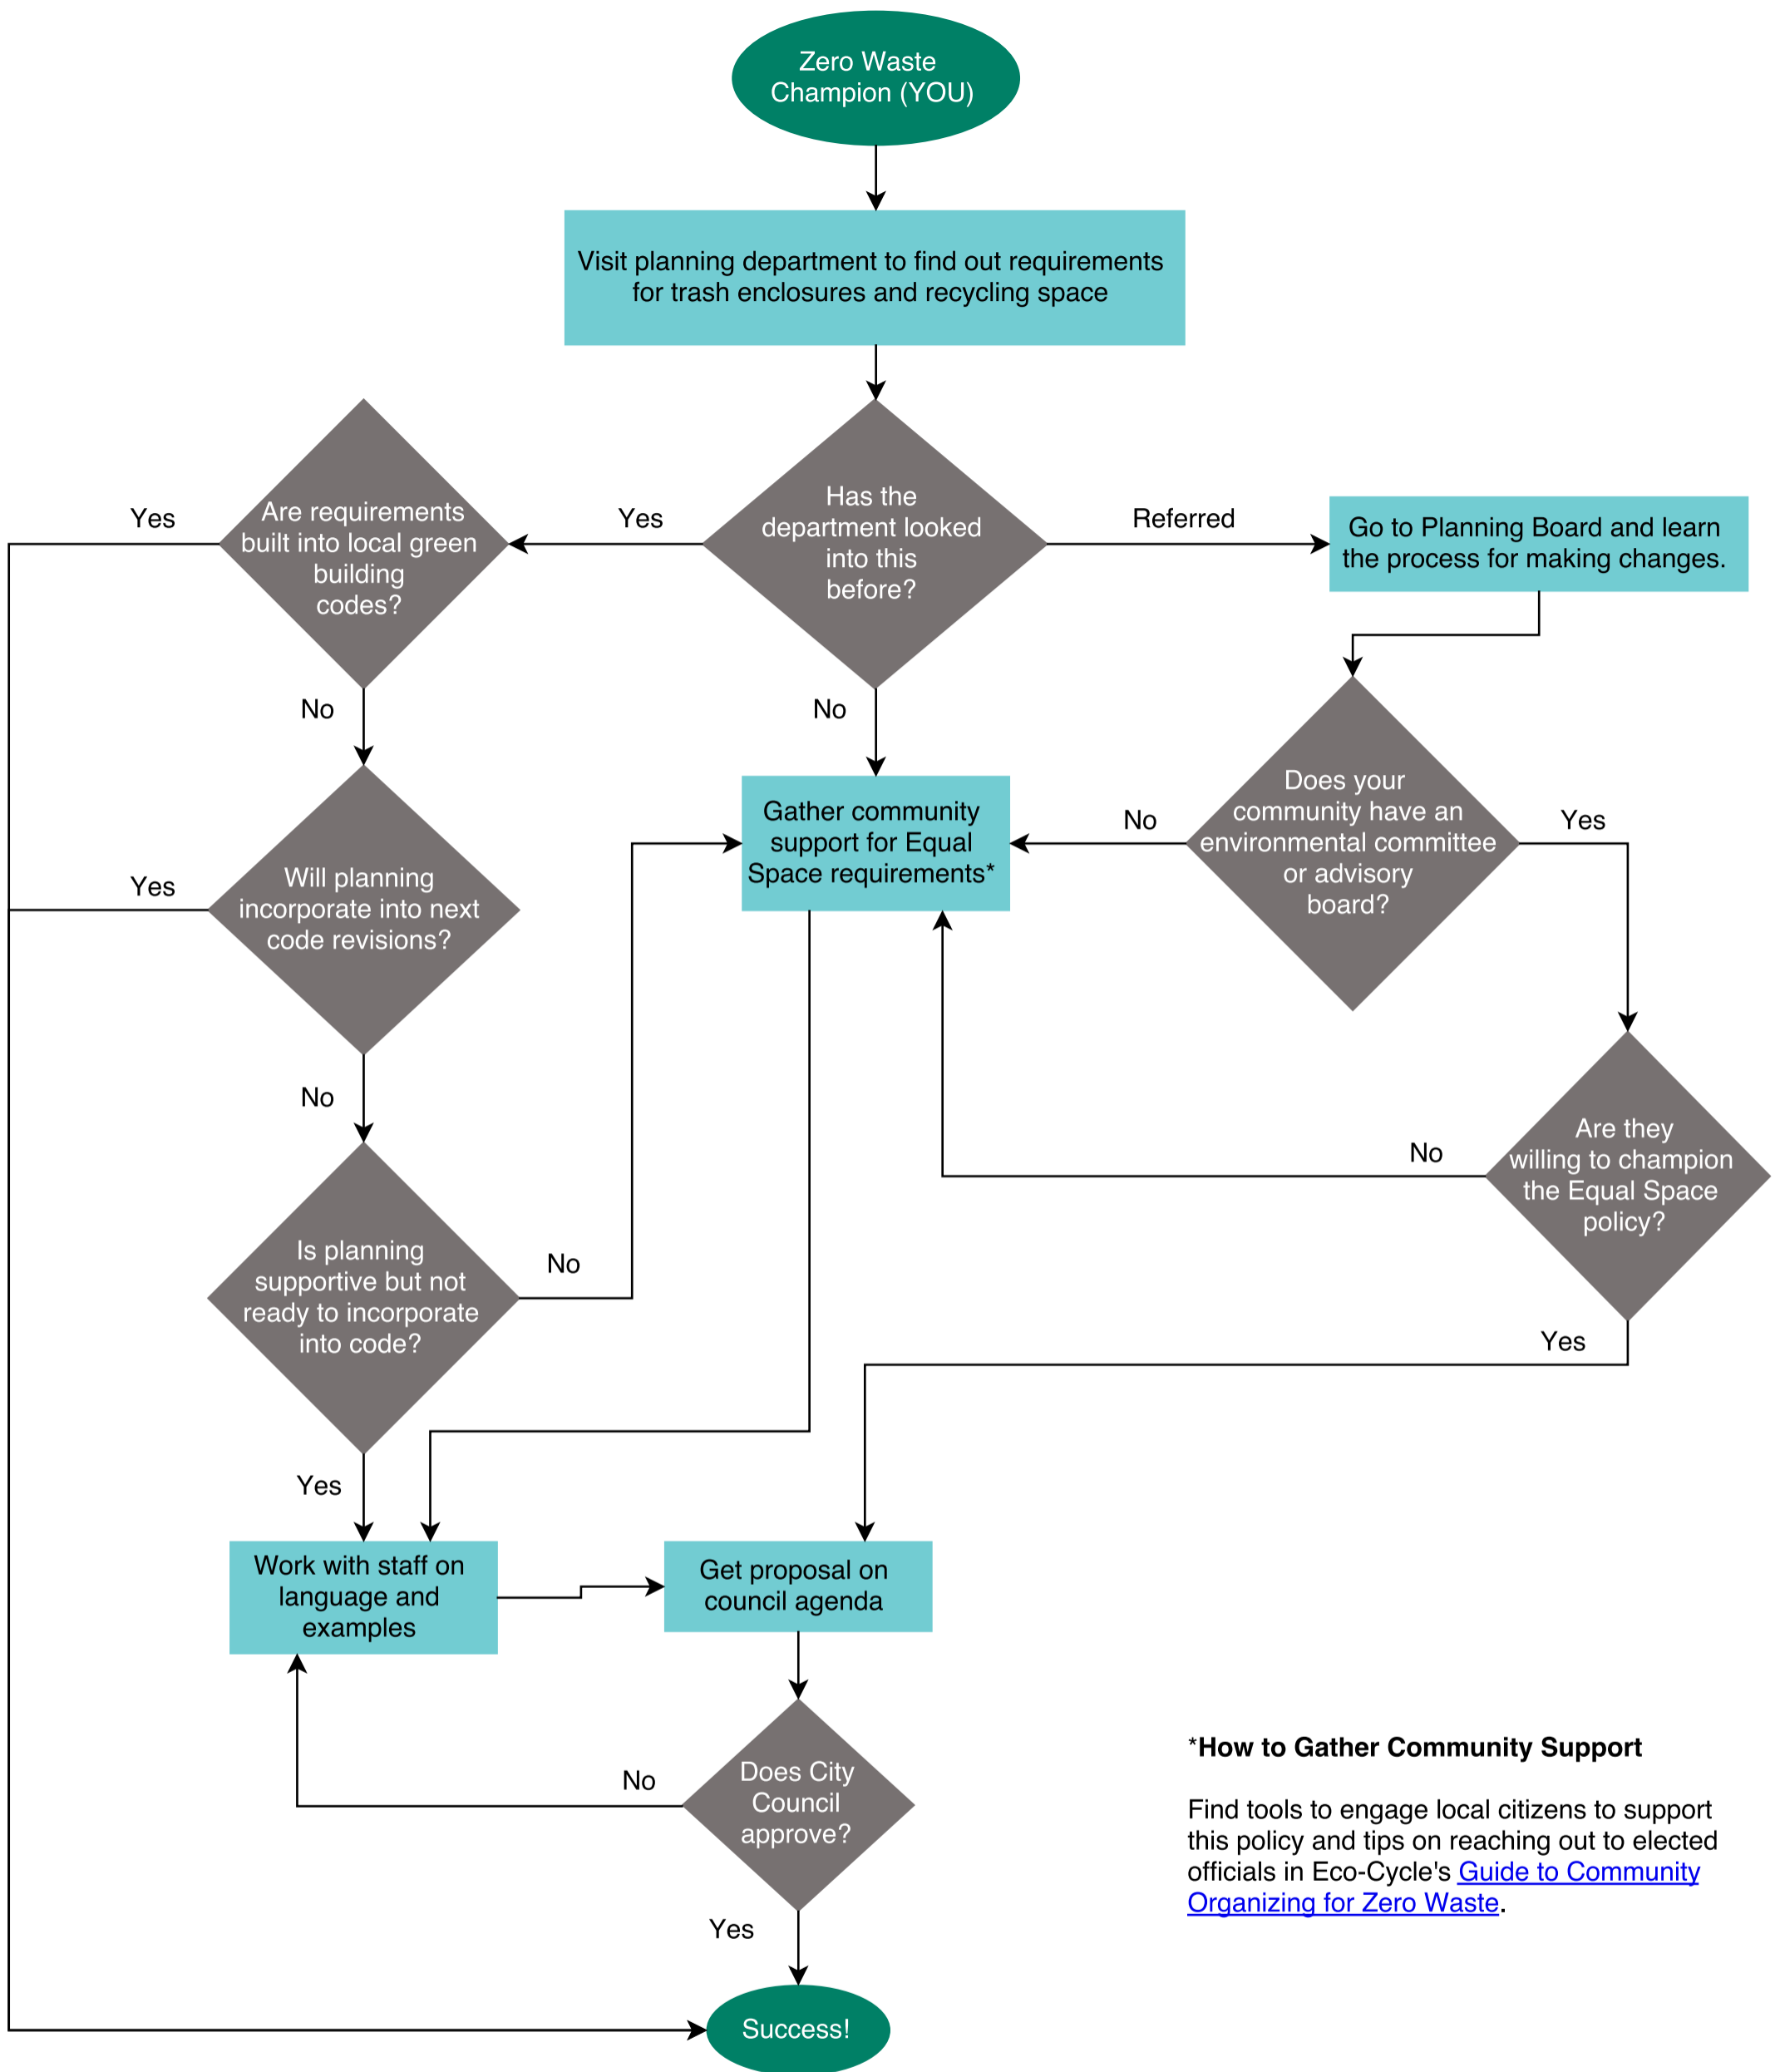 Zero Waste
Champion (YOU)
Visit planning department to find out requirements
for trash enclosures and recycling space
Has the
department looked
into this
before?
Yes
Referred
No
Are requirements
built into local green
building
codes?
Yes
No
Go to Planning Board and learn
the process for making changes.
Does your
community have an
environmental committee
or advisory
board?
No
Yes
Gather community
support for Equal
Space requirements*
Will planning
incorporate into next
code revisions?
Yes
No
Are they
willing to champion
the Equal Space
policy?
No
Yes
Is planning
supportive but not
ready to incorporate
into code?
No
Yes
Work with staff on
language and
examples
Get proposal on
council agenda
Does City
Council
approve?
No
Yes
Success!
*How to Gather Community Support
Find tools to engage local citizens to support
this policy and tips on reaching out to elected
officials in Eco-Cycle's Guide to Community
Organizing for Zero Waste.